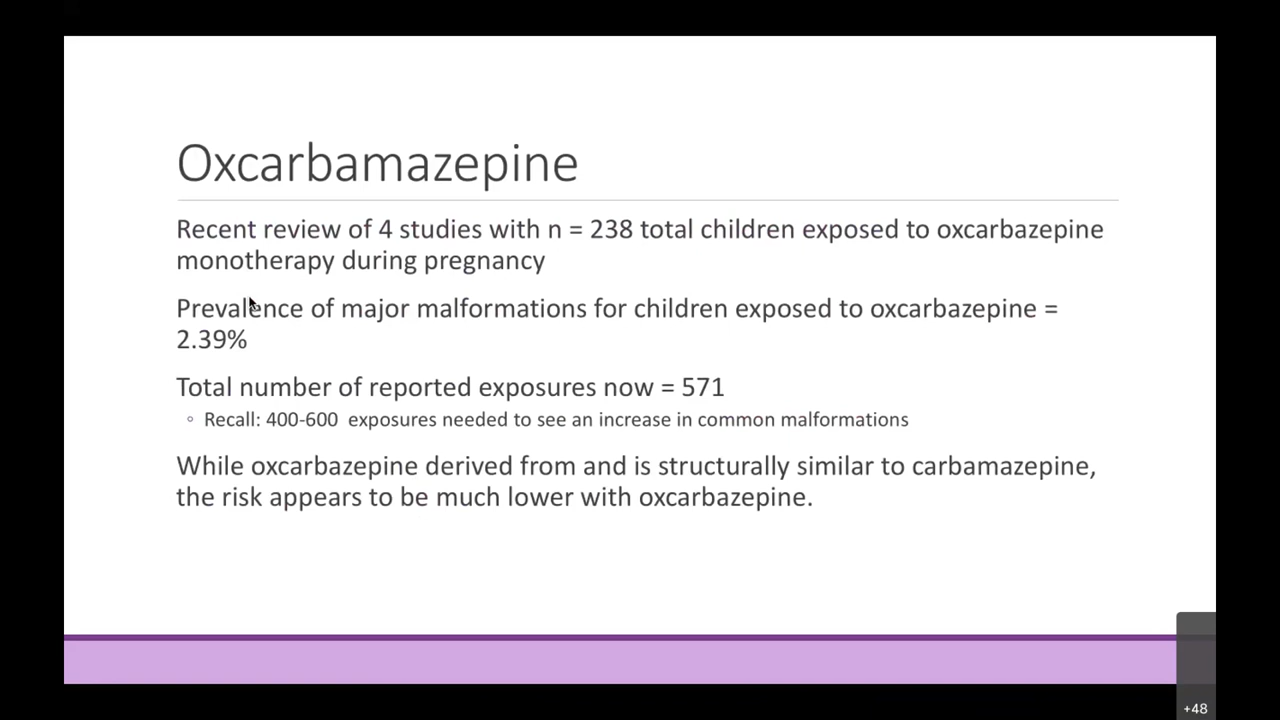 Oxcarbamazepine
Recent review of 4 studies with n = 238 total children exposed to oxcarbazepine
monotherapy during pregnancy
Prevalence of major malformations for children exposed to oxcarbazepine =
2.39%
Total number of reported exposures now = 571
◦ Recall: 400-600  exposures needed to see an increase in common malformations
While oxcarbazepine derived from and is structurally similar to carbamazepine,
the risk appears to be much lower with oxcarbazepine.
+48